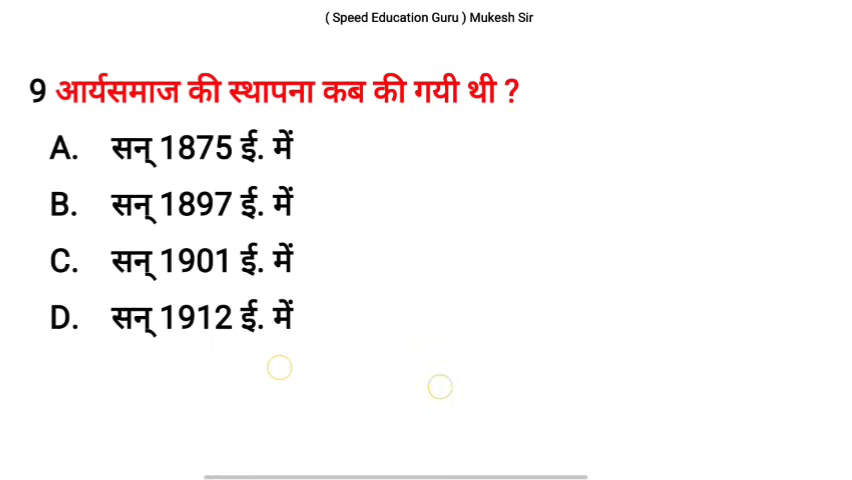 ( Speed Education Guru ) Mukesh Sir
9 आर्यसमाज की स्थापना कब की गयी थी ?
A. सन् 1875 ई. में
B. सन् 1897 ई. में
C. सन् 1901 ई. में
D. सन् 1912 ई. में